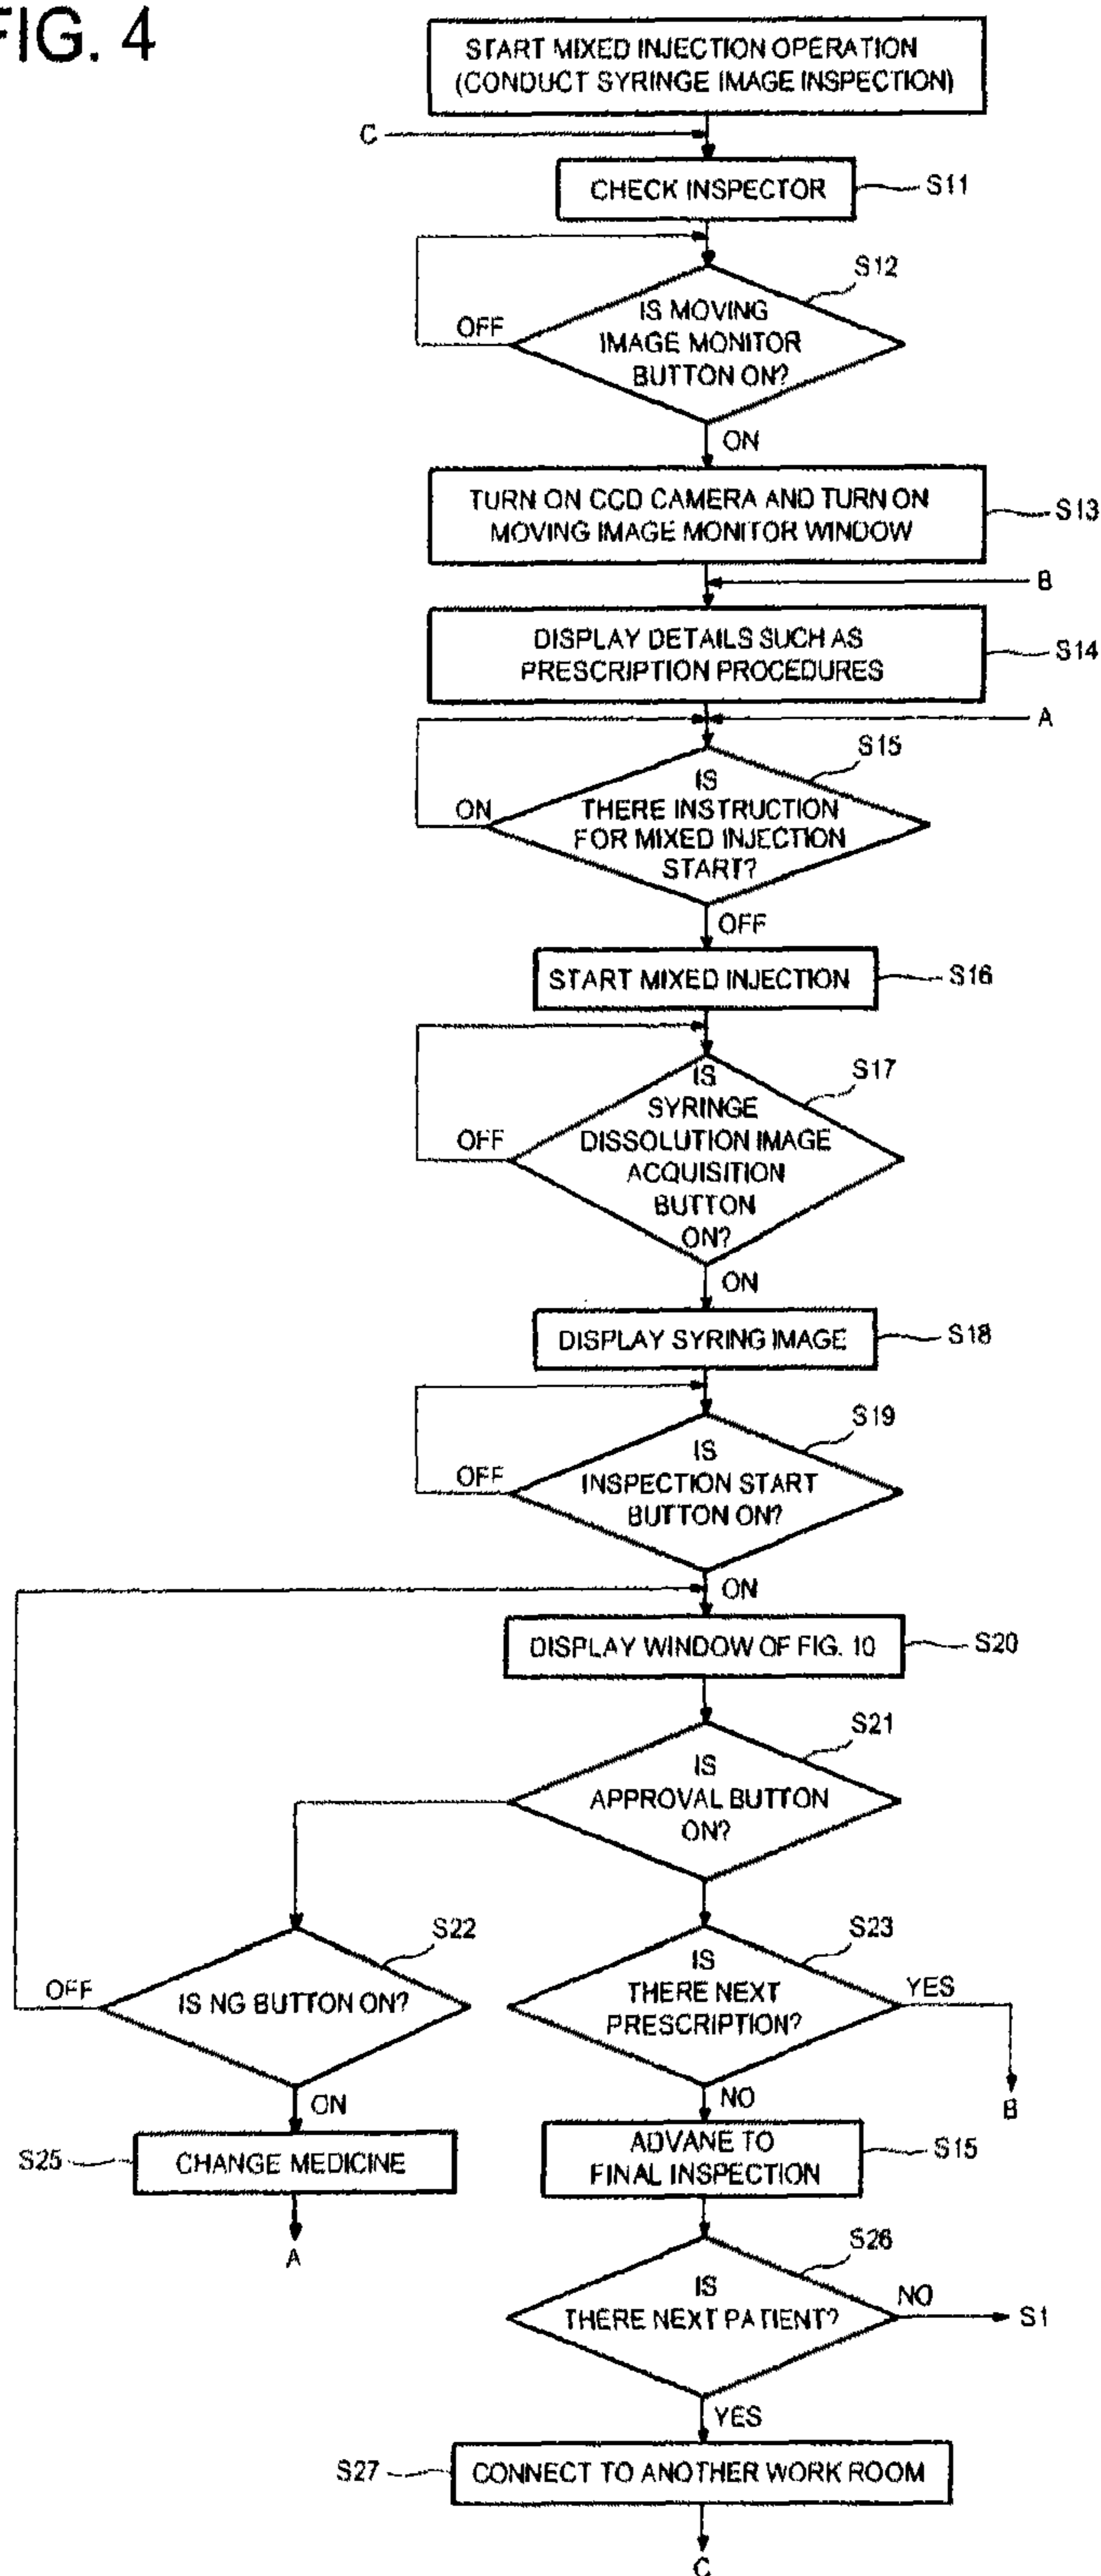 FIG. 4
START MIXED INJECTION OPERATION
(CONDUCT SYRINGE IMAGE INSPECTION)
C
CHECK INSPECTOR
S11
S12
IS MOVING
IMAGE MONITOR
BUTTON ON?
OFF
ON
TURN ON CCD CAMERA AND TURN ON
MOVING IMAGE MONITOR WINDOW
S13
B
DISPLAY DETAILS SUCH AS
PRESCRIPTION PROCEDURES
S14
A
S15
IS
THERE INSTRUCTION
FOR MIXED INJECTION
START?
ON
OFF
START MIXED INJECTION
S16
S17
IS
SYRINGE
DISSOLUTION IMAGE
ACQUISITION
BUTTON
ON?
OFF
ON
DISPLAY SYRING IMAGE
S18
S19
IS
INSPECTION START
BUTTON ON?
OFF
ON
DISPLAY WINDOW OF FIG. 10
S20
S21
IS
APPROVAL BUTTON
ON?
S22
IS NG BUTTON ON?
OFF
ON
S23
IS
THERE NEXT
PRESCRIPTION?
YES
B
NO
S25
CHANGE MEDICINE
A
ADVANE TO
FINAL INSPECTION
S15
S26
IS
THERE NEXT PATIENT?
NO
S1
YES
S27
CONNECT TO ANOTHER WORK ROOM
C